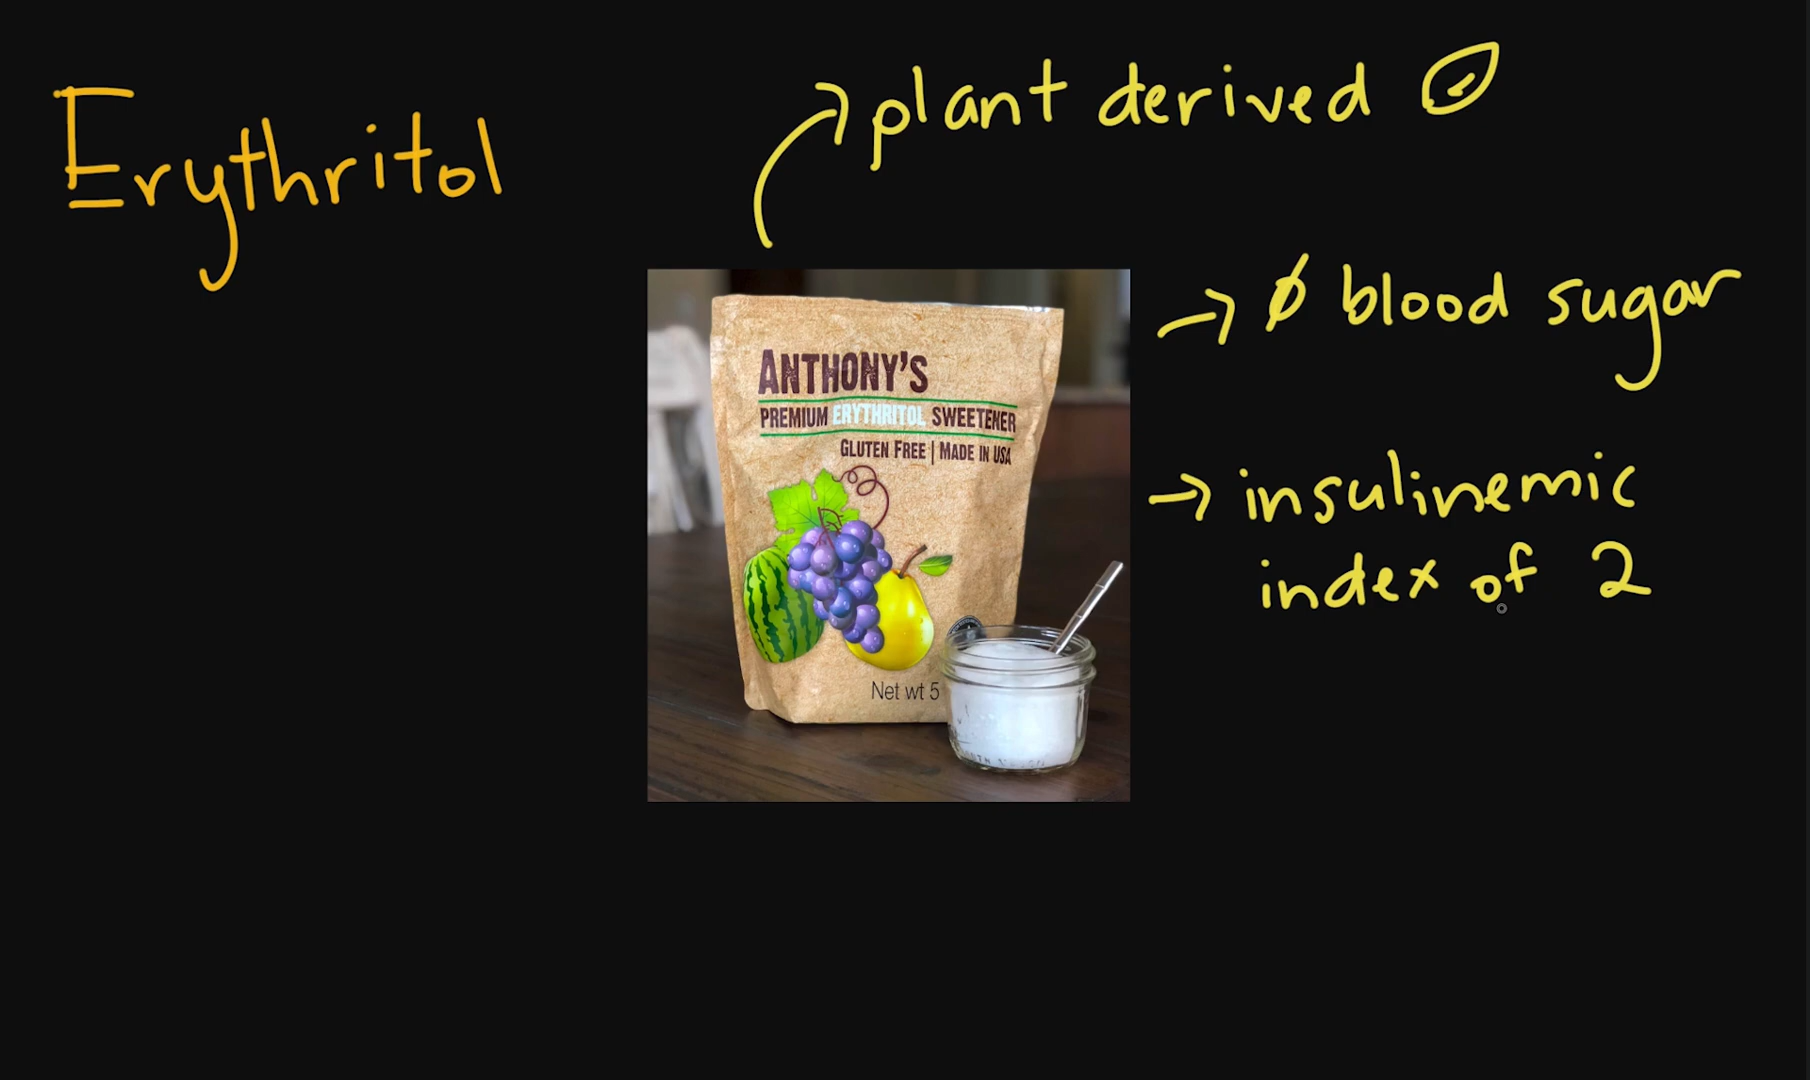 Erythritol
plant derived
ø blood sugar
insulinemic
index of 2
ANTHONY'S
PREMIUM ERYTHRITOL SWEETENER
GLUTEN FREE | MADE IN USA
Net wt 5